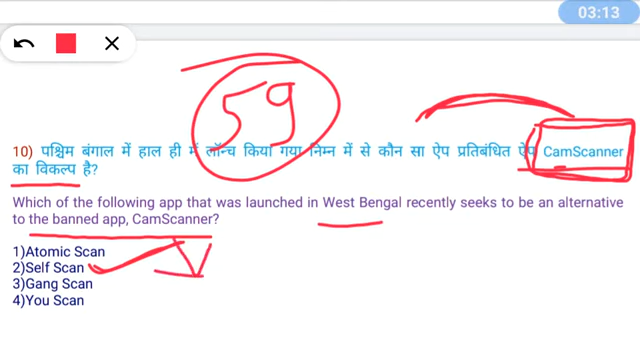 03:13
59
10) पश्चिम बंगाल में हाल ही में लॉन्च किया गया निम्न में से कौन सा ऐप प्रतिबंधित ऐप CamScanner
का विकल्प है?
Which of the following app that was launched in West Bengal recently seeks to be an alternative
to the banned app, CamScanner?
1)Atomic Scan
2)Self Scan
3)Gang Scan
4)You Scan